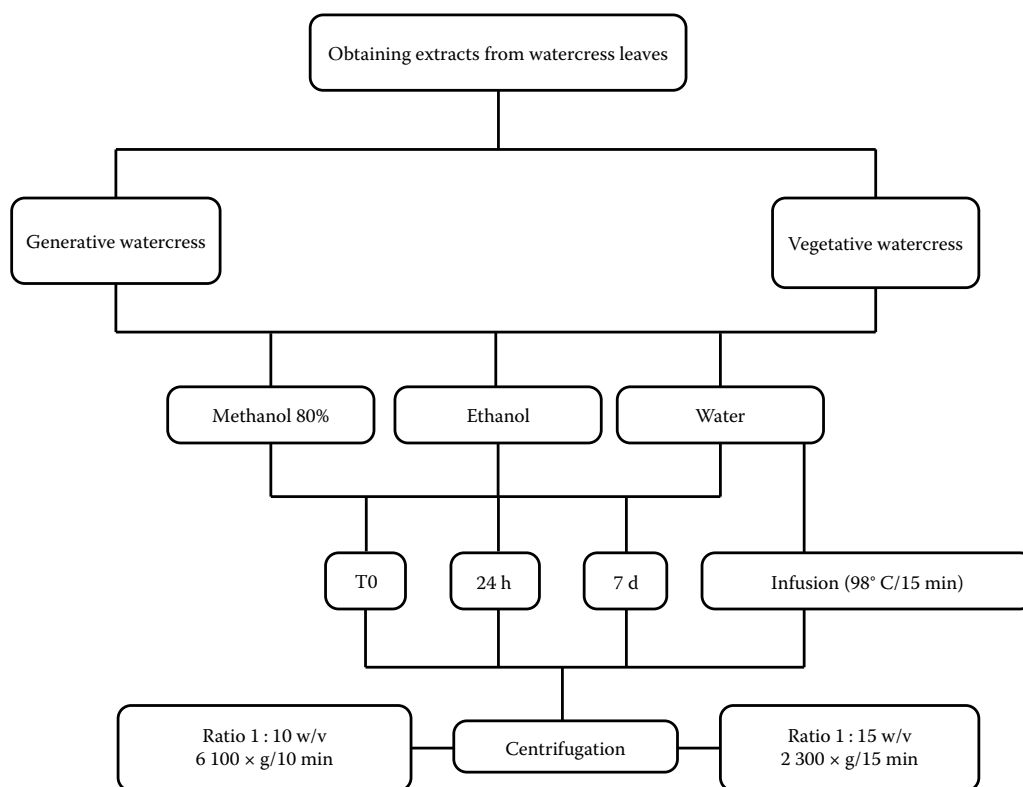 Obtaining extracts from watercress leaves
Generative watercress
Vegetative watercress
Methanol 80%
Ethanol
Water
T0
24 h
7 d
Infusion (98° C/15 min)
Ratio 1 : 10 w/v
6 100 × g/10 min
Centrifugation
Ratio 1 : 15 w/v
2 300 × g/15 min